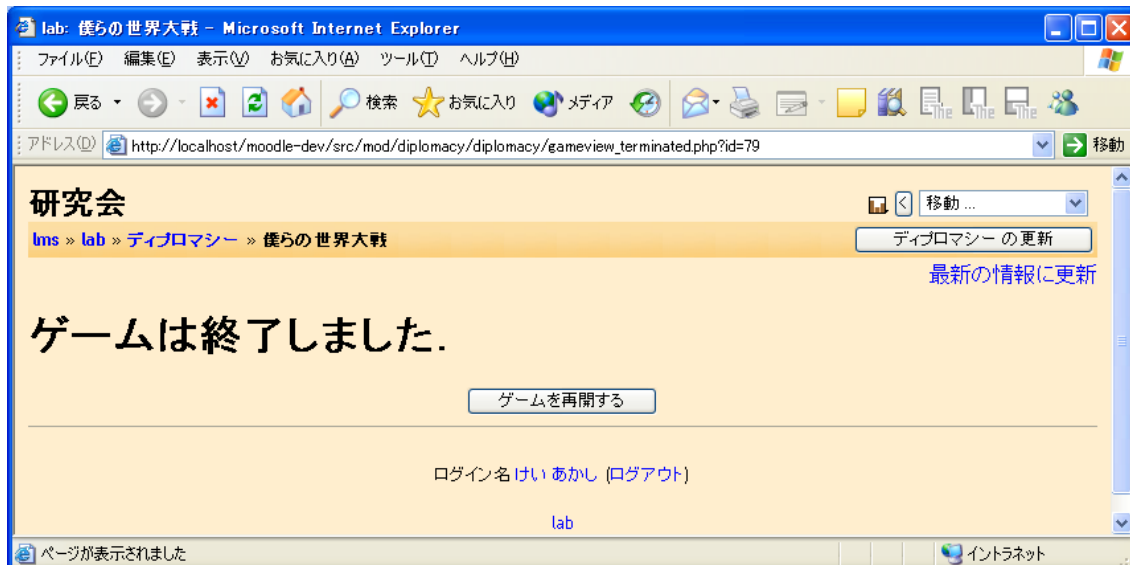 lab: 僕らの世界大戦 - Microsoft Internet Explorer
ファイル(F) 編集(E) 表示(V) お気に入り(A) ツール(T) ヘルプ(H)
戻る 検索 お気に入り メディア The The The
アドレス(D) http://localhost/moodle-dev/src/mod/diplomacy/diplomacy/gameview_terminated.php?id=79 移動
研究会 < 移動 ...
lms » lab » ディプロマシー » 僕らの世界大戦 ディプロマシー の更新
最新の情報に更新
ゲームは終了しました.
ゲームを再開する
ログイン名 けい あかし (ログアウト)
lab
ページが表示されました イントラネット